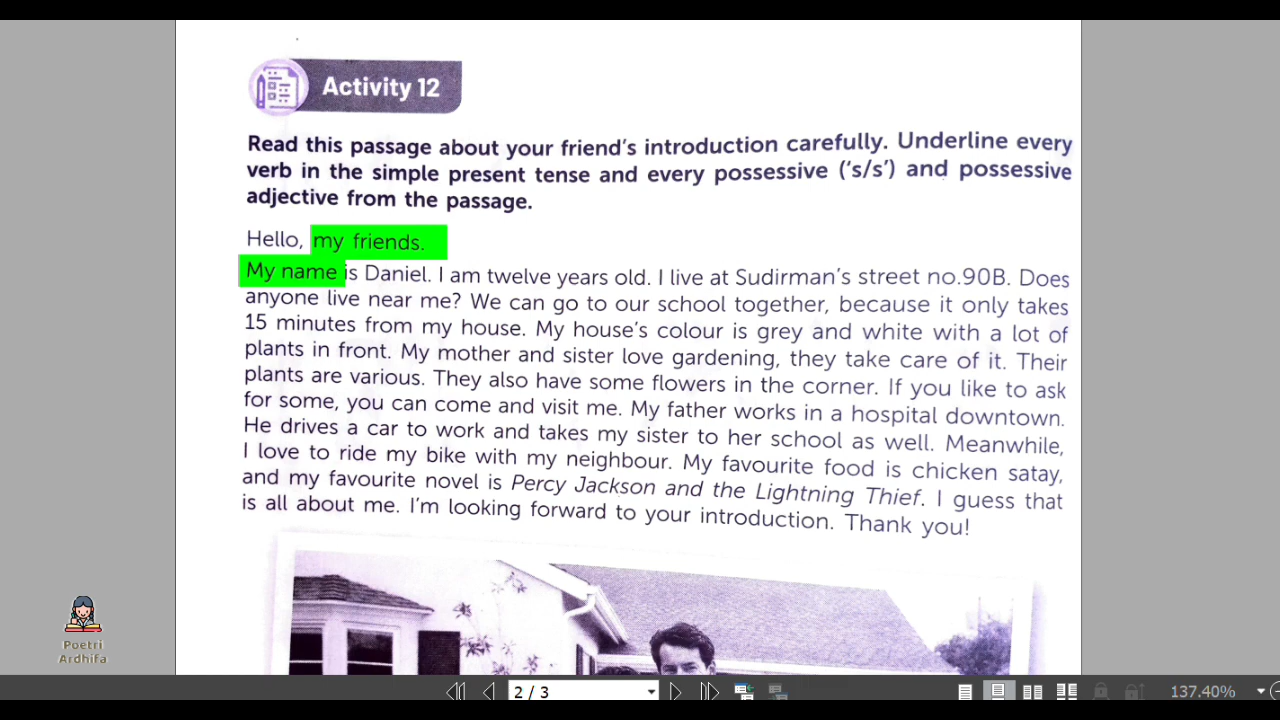 Activity 12
Read this passage about your friend's introduction carefully. Underline every
verb in the simple present tense and every possessive ('s/s') and possessive
adjective from the passage.
Hello, my friends.
My name is Daniel. I am twelve years old. I live at Sudirman's street no.90B. Does
anyone live near me? We can go to our school together, because it only takes
15 minutes from my house. My house's colour is grey and white with a lot of
plants in front. My mother and sister love gardening, they take care of it. Their
plants are various. They also have some flowers in the corner. If you like to ask
for some, you can come and visit me. My father works in a hospital downtown.
He drives a car to work and takes my sister to her school as well. Meanwhile,
I love to ride my bike with my neighbour. My favourite food is chicken satay,
and my favourite novel is Percy Jackson and the Lightning Thief. I guess that
is all about me. I'm looking forward to your introduction. Thank you!
Poetri
Ardhifa
2 / 3
137.40%